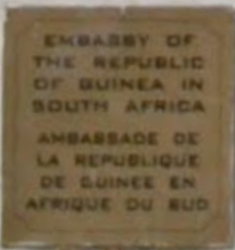 EMBASSY OF
THE REPUBLIC
OF GUINEA IN
SOUTH AFRICA
AMBASSADE DE
LA REPUBLIQUE
DE GUINEE EN
AFRIQUE DU SUD